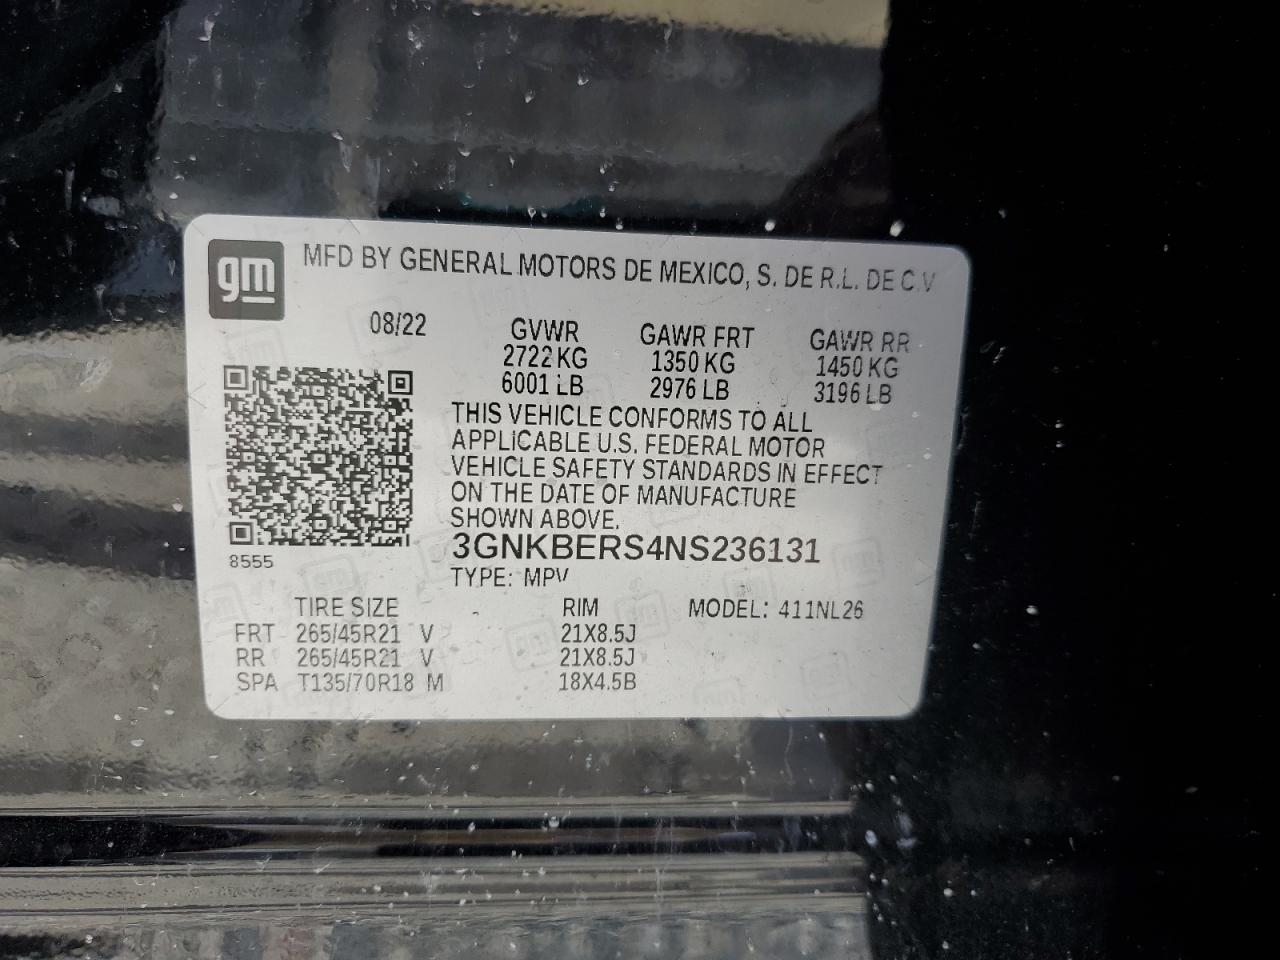 gm
MFD BY GENERAL MOTORS DE MEXICO, S. DE R.L. DE C.V
08/22 GVWR GAWR FRT GAWR RR
2722 KG 1350 KG 1450 KG
6001 LB 2976 LB 3196 LB
THIS VEHICLE CONFORMS TO ALL
APPLICABLE U.S. FEDERAL MOTOR
VEHICLE SAFETY STANDARDS IN EFFECT
ON THE DATE OF MANUFACTURE
SHOWN ABOVE.
3GNKBERS4NS236131
8555
TYPE: MPV
TIRE SIZE RIM MODEL: 411NL26
FRT 265/45R21 V 21X8.5J
RR 265/45R21 V 21X8.5J
SPA T135/70R18 M 18X4.5B